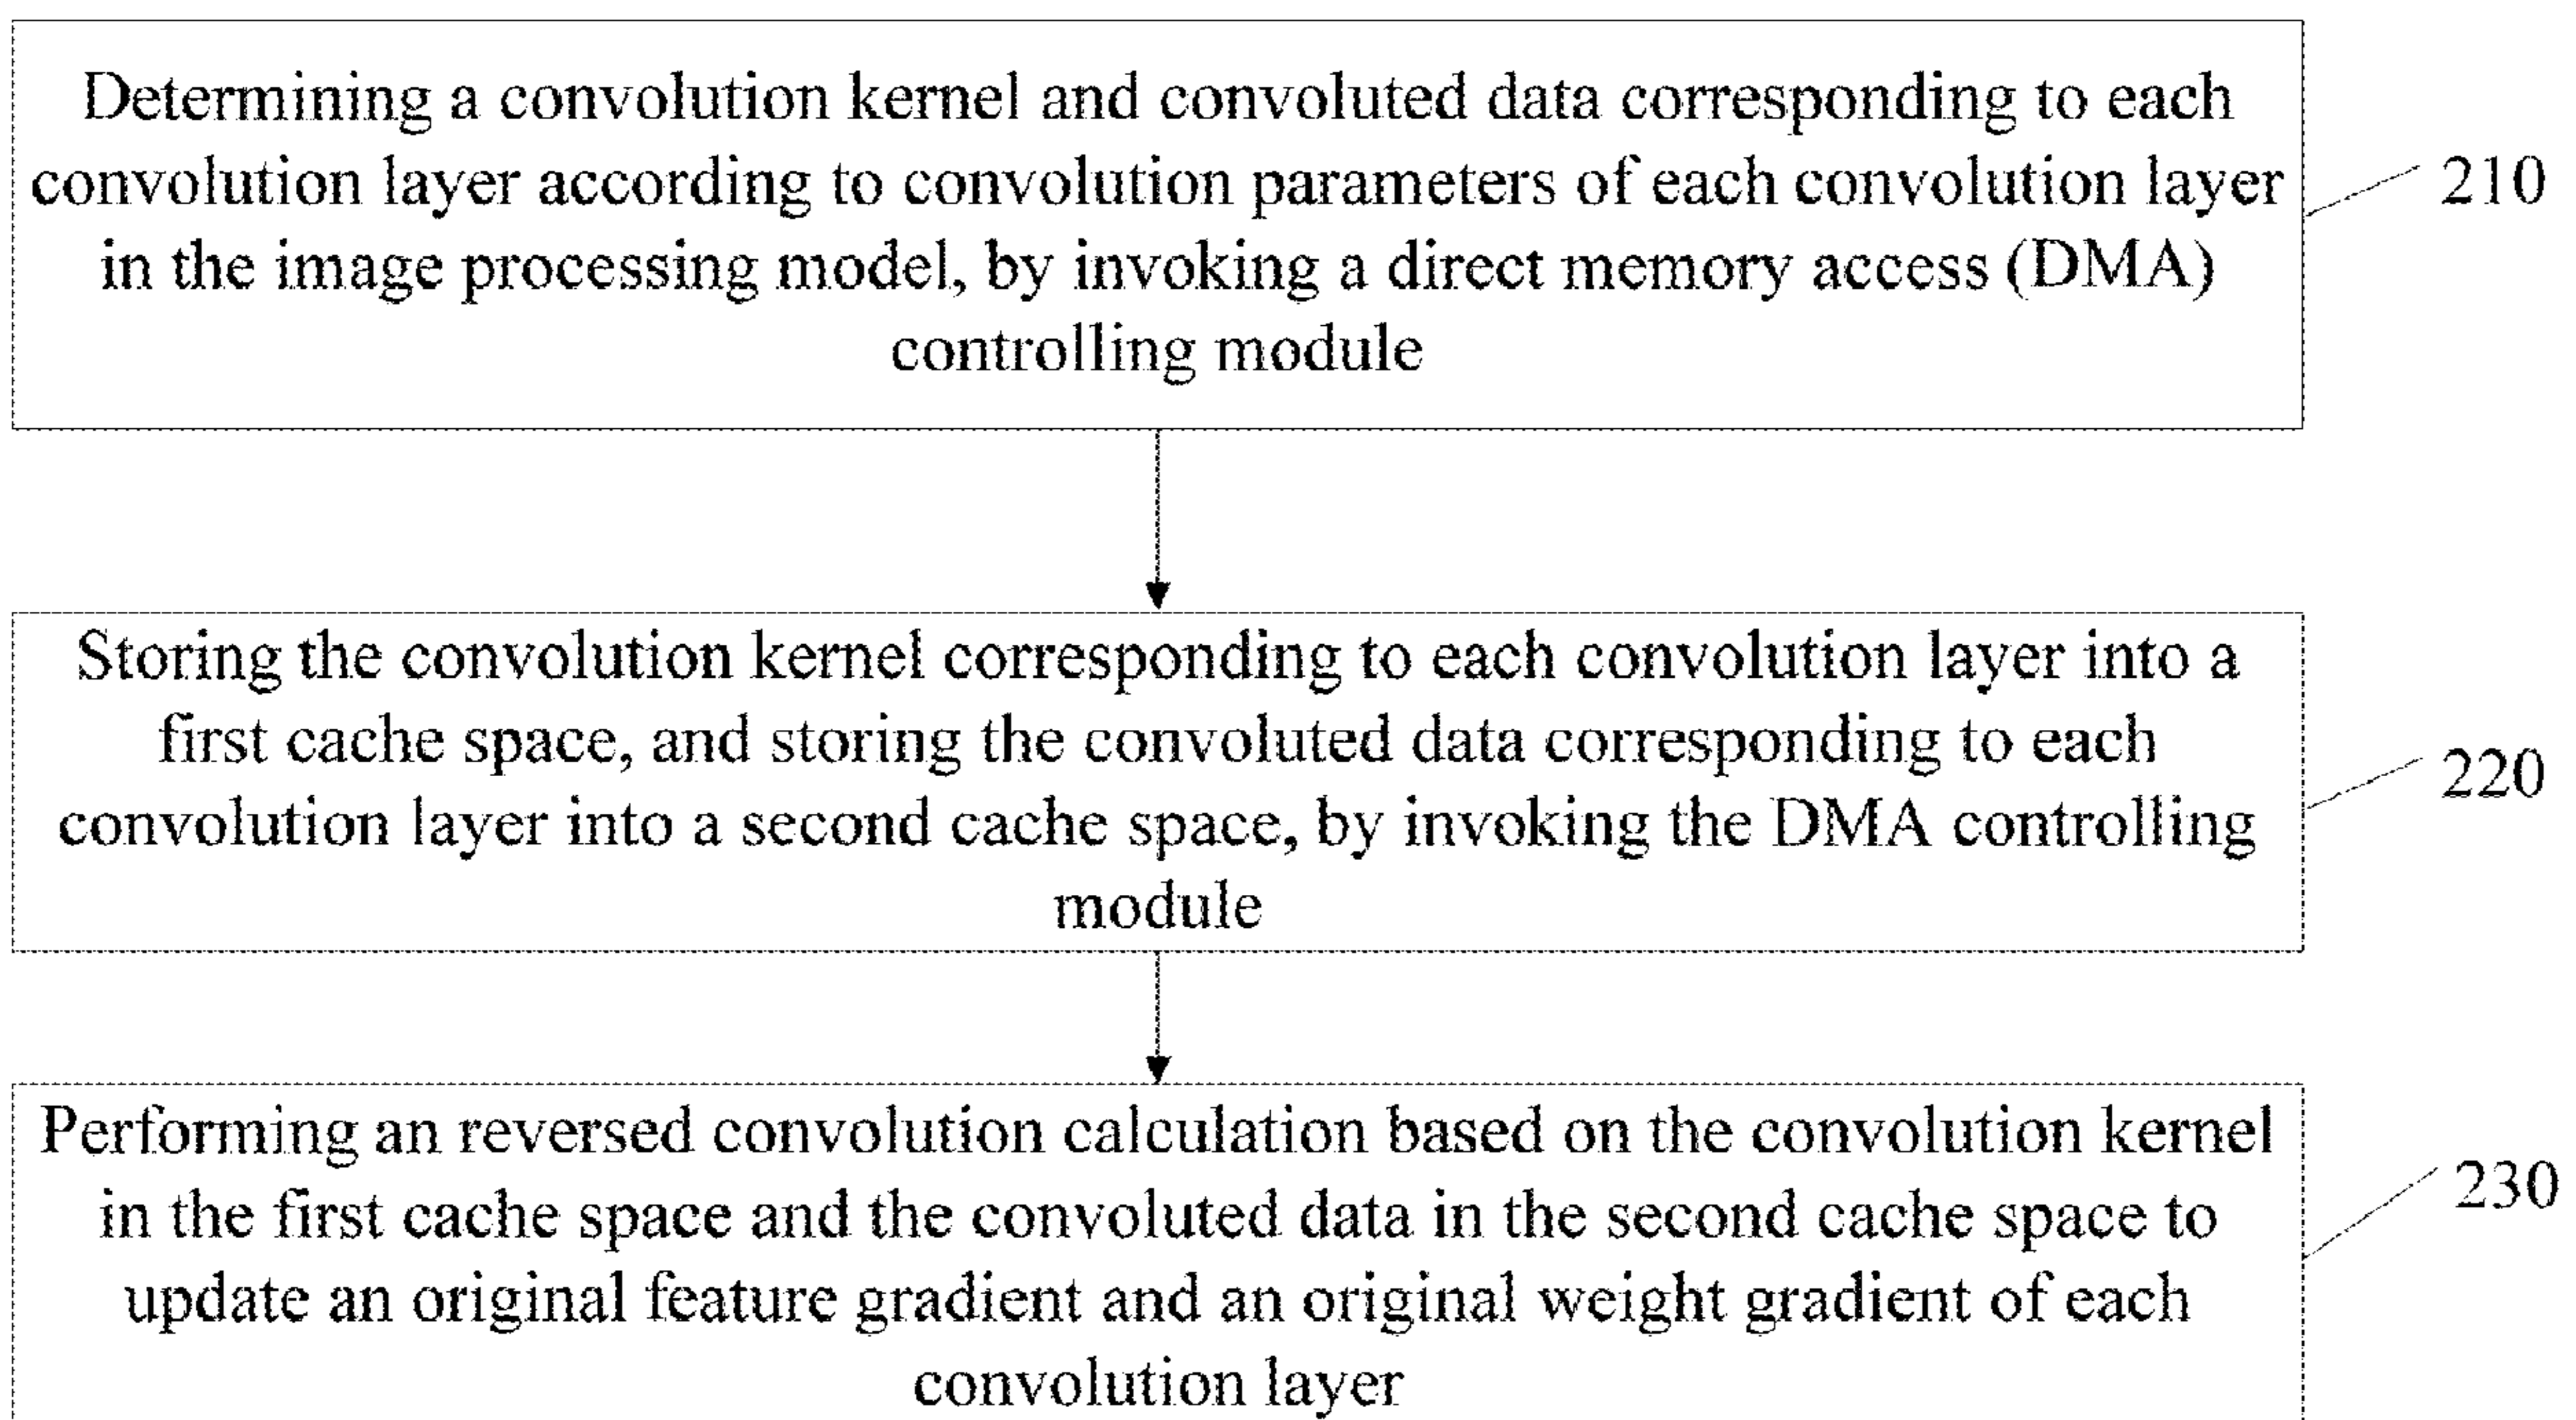 Determining a convolution kernel and convoluted data corresponding to each
convolution layer according to convolution parameters of each convolution layer
in the image processing model, by invoking a direct memory access (DMA)
controlling module
210
Storing the convolution kernel corresponding to each convolution layer into a
first cache space, and storing the convoluted data corresponding to each
convolution layer into a second cache space, by invoking the DMA controlling
module
220
Performing an reversed convolution calculation based on the convolution kernel
in the first cache space and the convoluted data in the second cache space to
update an original feature gradient and an original weight gradient of each
convolution layer
230